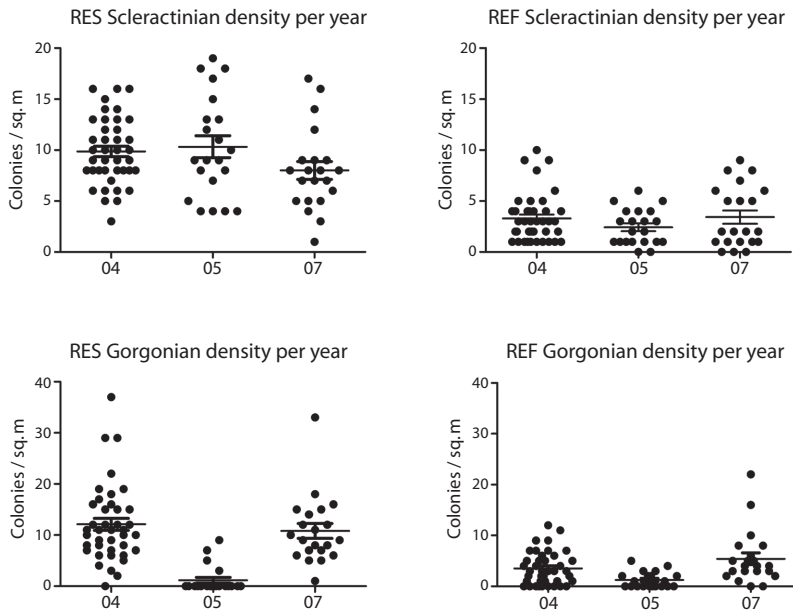 RES Scleractinian density per year
Colonies / sq. m
20
15
10
5
0
04 05 07
REF Scleractinian density per year
Colonies / sq. m
20
15
10
5
0
04 05 07
RES Gorgonian density per year
Colonies / sq. m
40
30
20
10
0
04 05 07
REF Gorgonian density per year
Colonies / sq. m
40
30
20
10
0
04 05 07